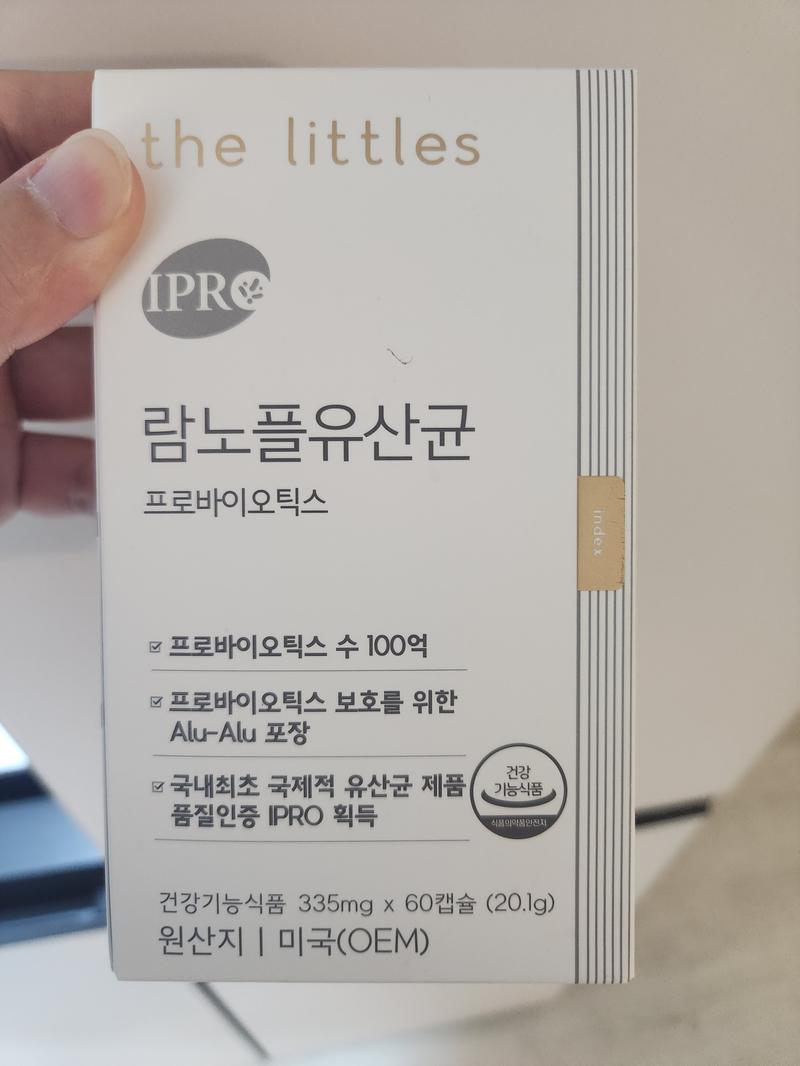 the littles
IPRO
람노플유산균
프로바이오틱스
index
프로바이오틱스 수 100억
프로바이오틱스 보호를 위한
Alu-Alu 포장
국내최초 국제적 유산균 제품
품질인증 IPRO 획득
건강
기능식품
식품의약품안전처
건강기능식품 335mg x 60캡슐 (20.1g)
원산지 | 미국(OEM)